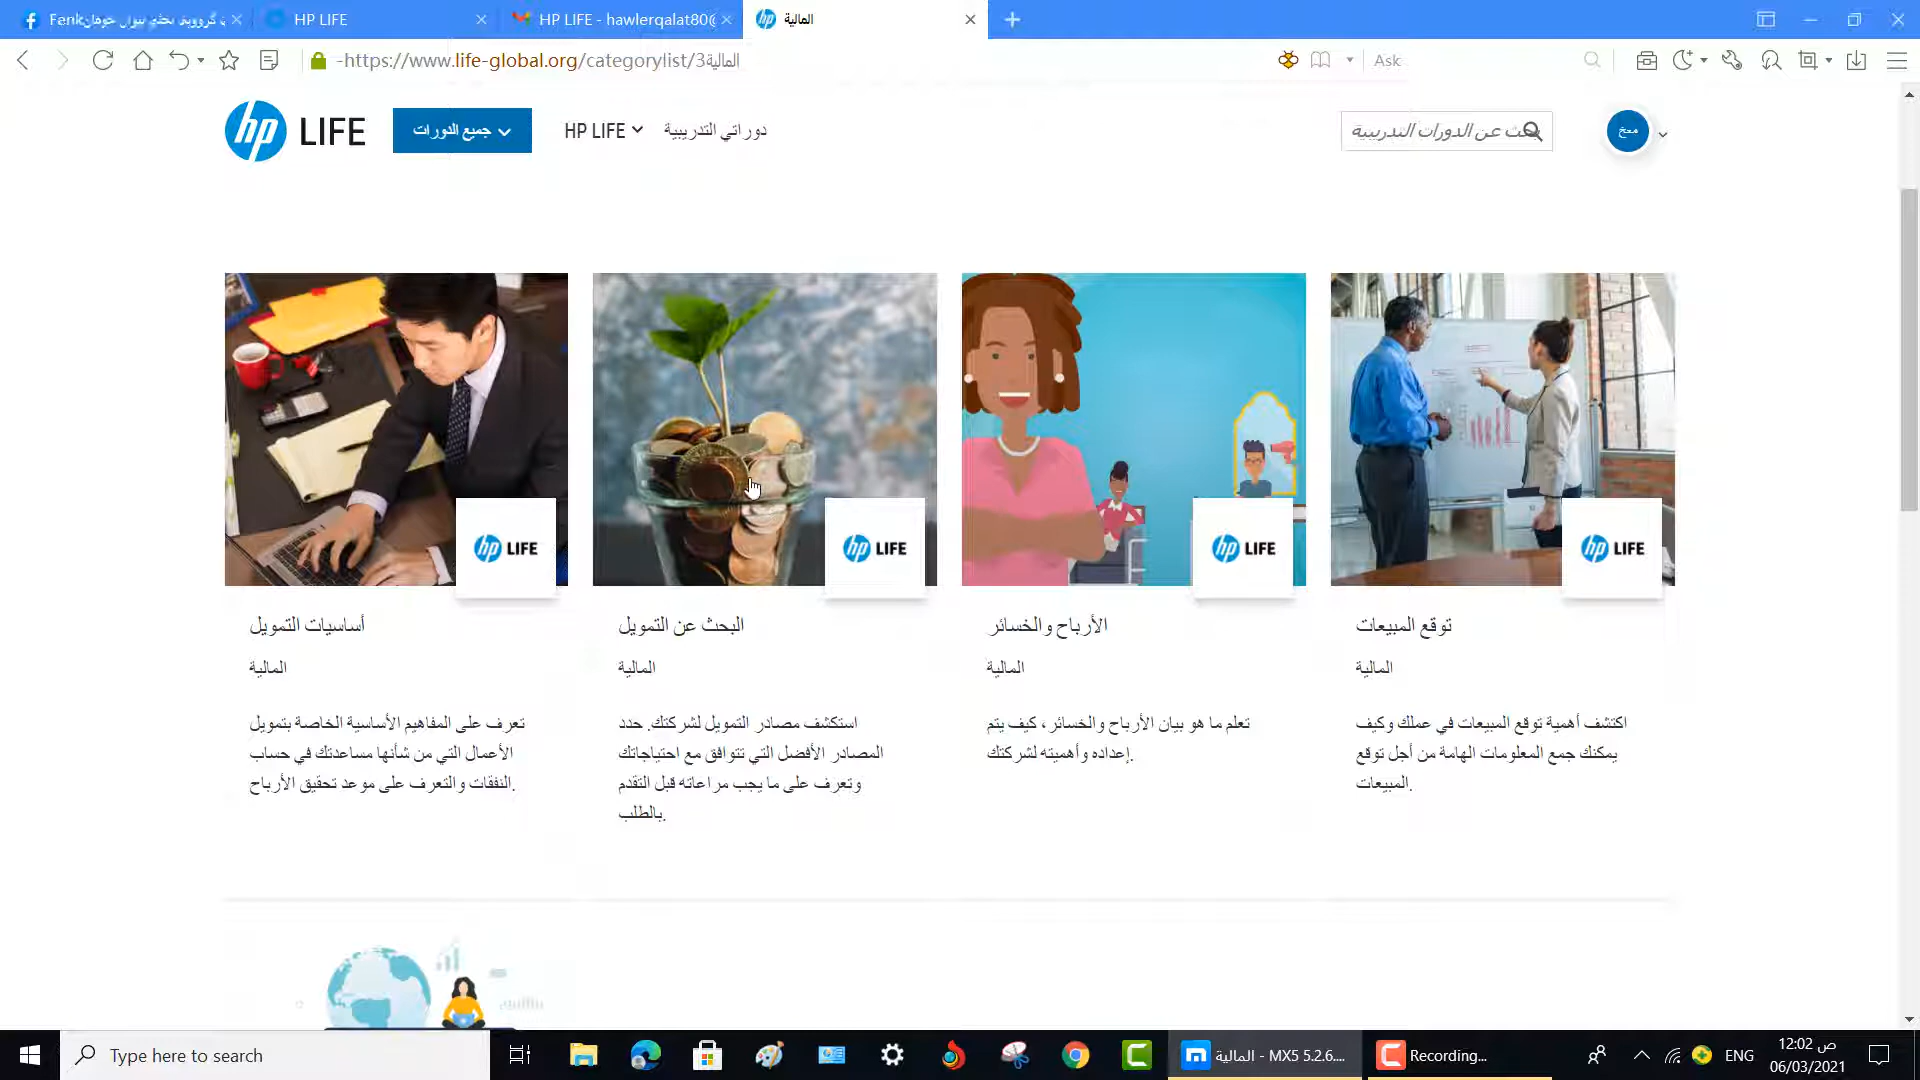 HP LIFE
HP LIFE - hawlerqalat80@
المالية
-https://www.life-global.org/categorylist/3المالية
Ask
hp LIFE
جميع الدورات
HP LIFE
دوراتي التدريبية
عن الدورات التدريبية
معخ
hp LIFE
hp LIFE
hp LIFE
hp LIFE
أساسيات التمويل
المالية
تعرف على المفاهيم الأساسية الخاصة بتمويل
الأعمال التي من شأنها مساعدتك في حساب
النفقات والتعرف على موعد تحقيق الأرباح.
البحث عن التمويل
المالية
استكشف مصادر التمويل لشركتك. حدد
المصادر الأفضل التي تتوافق مع احتياجاتك
وتعرف على ما يجب مراعاته قبل التقدم
بالطلب.
الأرباح والخسائر
المالية
تعلم ما هو بيان الأرباح والخسائر، كيف يتم
إعداده وأهميته لشركتك.
توقع المبيعات
المالية
اكتشف أهمية توقع المبيعات في عملك وكيف
يمكنك جمع المعلومات الهامة من أجل توقع
المبيعات.
Type here to search
المالية - MX5 5.2.6....
Recording...
ENG
12:02 ص
06/03/2021